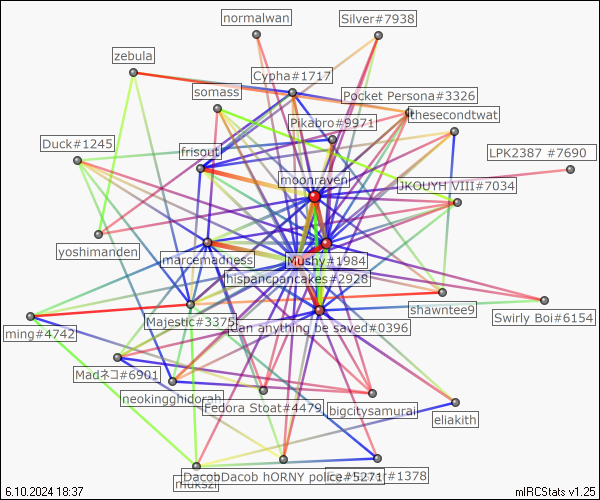 normalwan
Silver#7938
zebula
Cypha#1717
somass
Pocket Persona#3326
thesecondtwat
Pikabro#9971
Duck#1245
frisout
LPK2387 #7690
moonraven
JKOUYH VIII#7034
yoshimanden
marcemadness
Mushy#1984
hispancpancakes#2928
shawntee9
Swirly Boi#6154
ming#4742
Majestic#3375
Can anything be saved#0396
Madネコ#6901
neokingghidorah
Fedora Stoat#4479
bigcitysamurai
eliakith
DacobDacob hORNY police#5271
#1378
mukszi
6.10.2024 18:37
mIRCStats v1.25